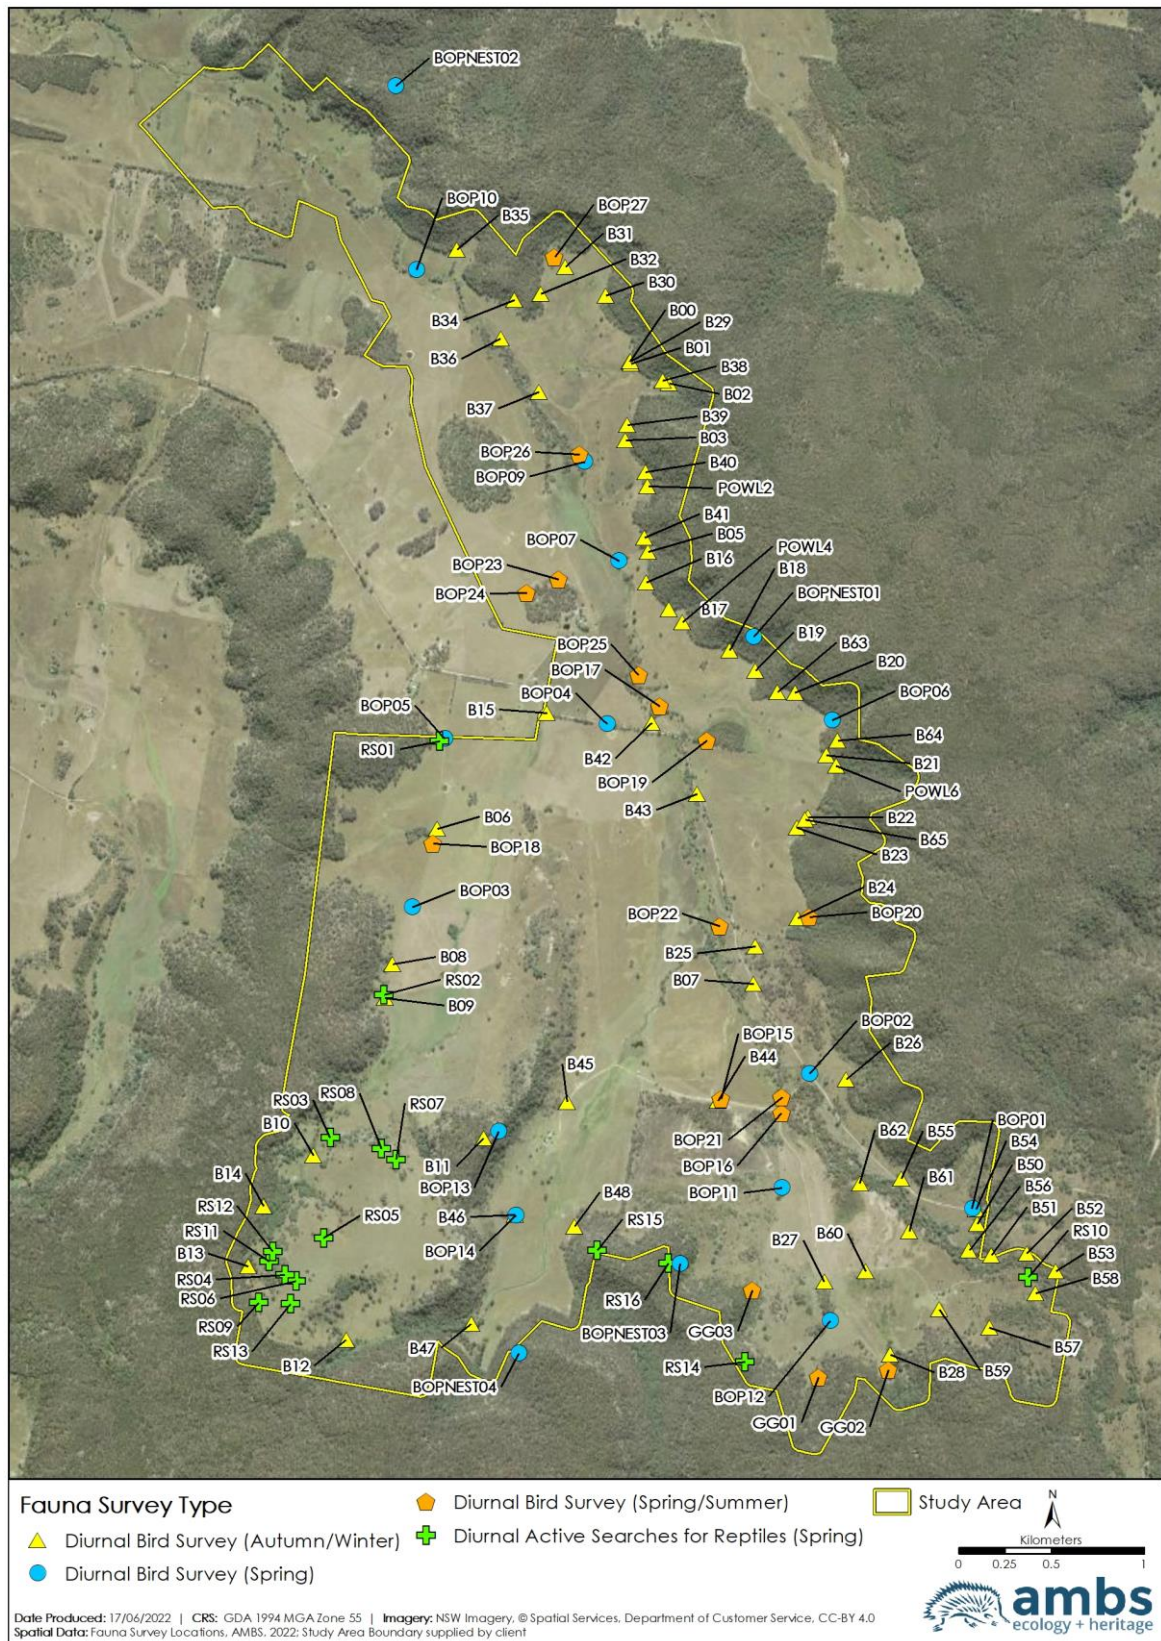 BOPNEST02
BOP10
B35
BOP27
B31
B32
B30
B34
B00
B29
B01
B36
B38
B02
B37
B39
B03
BOP26
B40
BOP09
POWL2
B41
B05
BOP07
POWL4
B16
B18
BOP23
BOP24
BOPNEST01
B17
B19
BOP25
B63
BOP17
B20
BOP04
BOP05
B15
BOP06
RS01
B64
B42
B21
BOP19
POWL6
B43
B22
B06
B65
BOP18
B23
BOP03
B24
BOP22
BOP20
B25
B08
RS02
B07
B09
BOP02
BOP15
B44
B26
B45
RS08
RS03
RS07
B10
BOP01
B62
B55
B54
BOP21
B50
B14
B11
BOP16
B61
B56
RS12
BOP13
BOP11
B51
B52
B48
RS05
B46
RS15
RS10
RS11
BOP14
B27
B60
B13
B53
RS04
B58
RS06
RS16
RS09
BOPNEST03
GG03
RS13
B12
B47
RS14
B57
BOPNEST04
BOP12
B28
B59
GG01
GG02
Fauna Survey Type
Diurnal Bird Survey (Autumn/Winter)
Diurnal Bird Survey (Spring)
Diurnal Bird Survey (Spring/Summer)
Diurnal Active Searches for Reptiles (Spring)
Study Area
N
Kilometers
0 0.25 0.5 1
ambs
ecology + heritage
Date Produced: 17/06/2022 | CRS: GDA 1994 MGA Zone 55 | Imagery: NSW Imagery, © Spatial Services, Department of Customer Service, CC-BY 4.0
Spatial Data: Fauna Survey Locations, AMBS, 2022; Study Area Boundary supplied by client